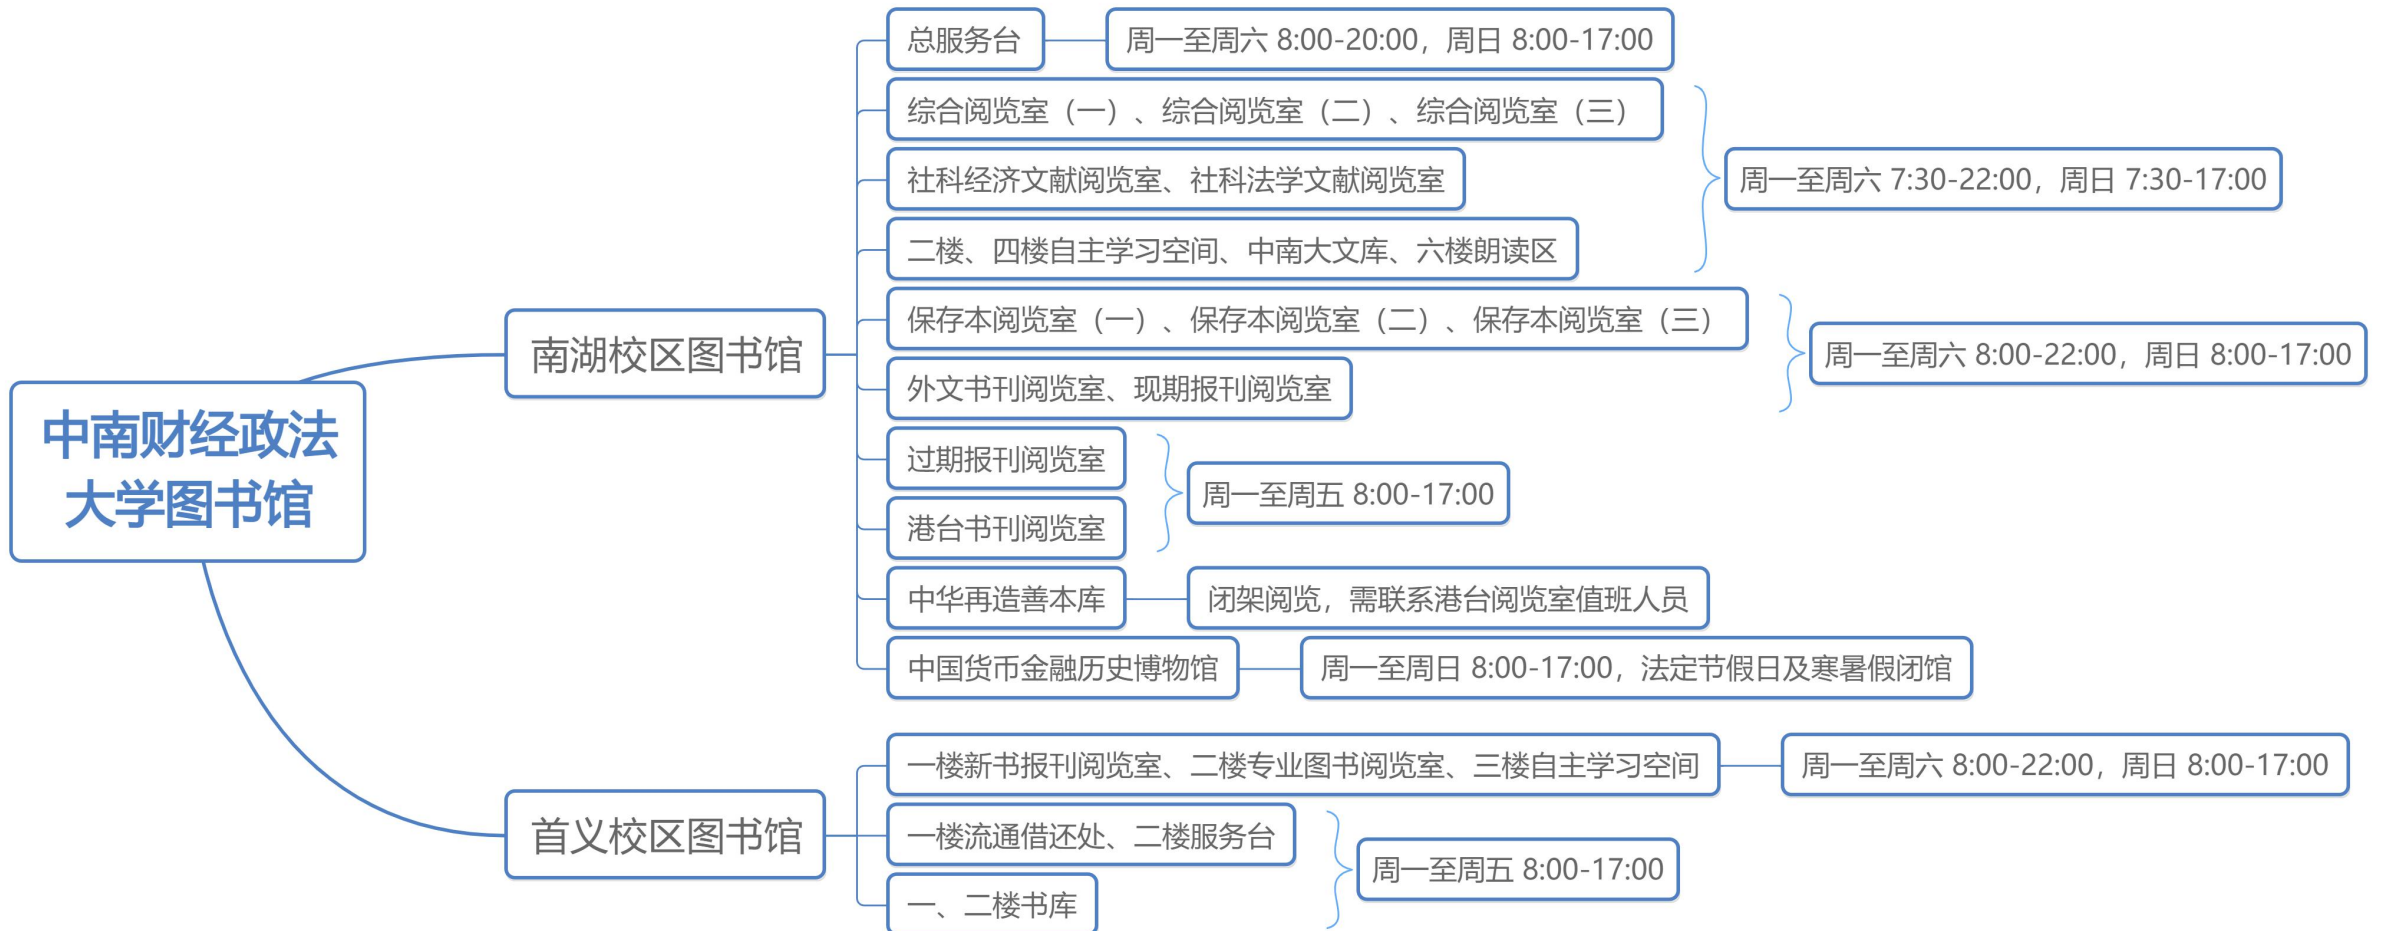 中南财经政法
大学图书馆
南湖校区图书馆
总服务台
周一至周六 8:00-20:00，周日 8:00-17:00
综合阅览室（一）、综合阅览室（二）、综合阅览室（三）
社科经济文献阅览室、社科法学文献阅览室
二楼、四楼自主学习空间、中南大文库、六楼朗读区
周一至周六 7:30-22:00，周日 7:30-17:00
保存本阅览室（一）、保存本阅览室（二）、保存本阅览室（三）
外文书刊阅览室、现期报刊阅览室
周一至周六 8:00-22:00，周日 8:00-17:00
过期报刊阅览室
港台书刊阅览室
周一至周五 8:00-17:00
中华再造善本库
闭架阅览，需联系港台阅览室值班人员
中国货币金融历史博物馆
周一至周日 8:00-17:00，法定节假日及寒暑假闭馆
首义校区图书馆
一楼新书报刊阅览室、二楼专业图书阅览室、三楼自主学习空间
周一至周六 8:00-22:00，周日 8:00-17:00
一楼流通借还处、二楼服务台
一、二楼书库
周一至周五 8:00-17:00